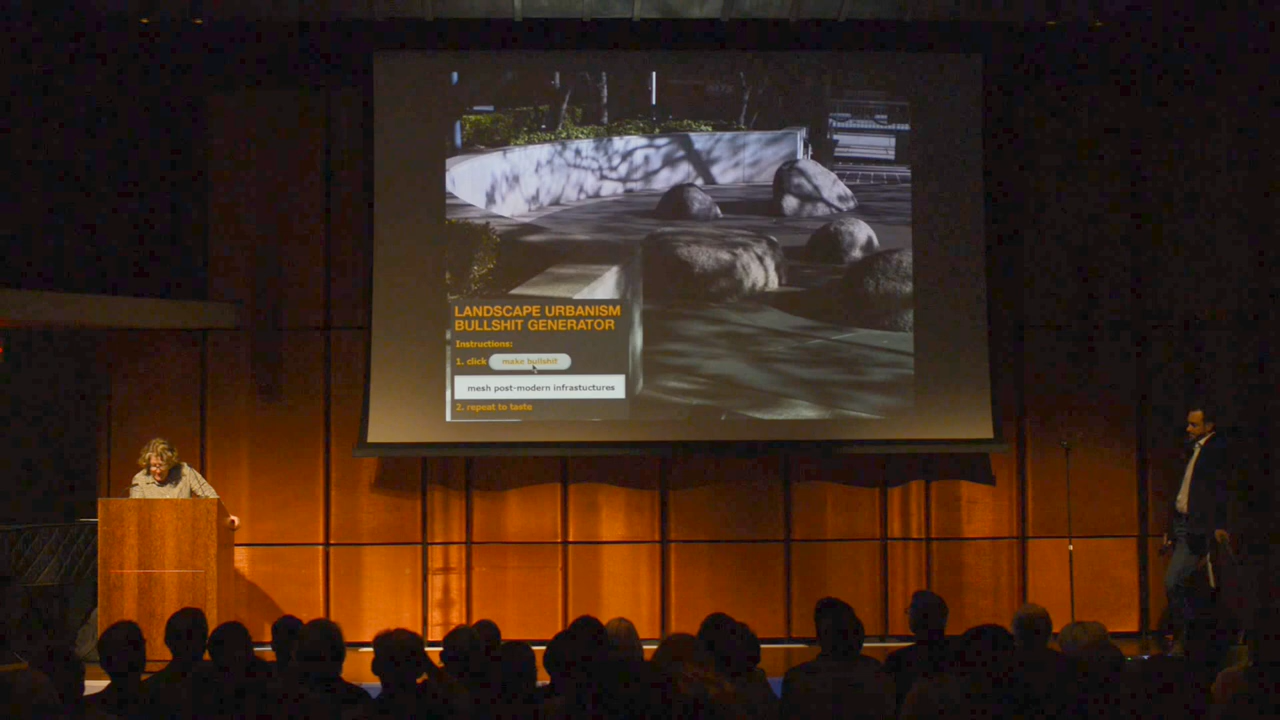 LANDSCAPE URBANISM
BULLSHIT GENERATOR
Instructions:
1. click make bullshit
mesh post-modern infrastuctures
2. repeat to taste